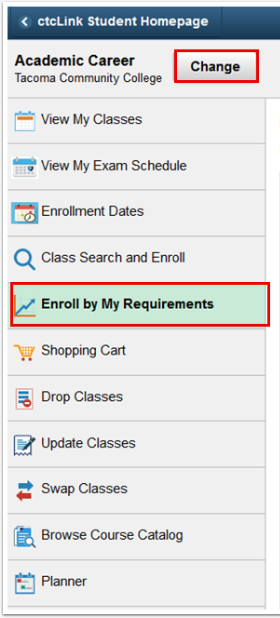 ctcLink Student Homepage
Academic Career
Tacoma Community College
Change
View My Classes
View My Exam Schedule
Enrollment Dates
Class Search and Enroll
Enroll by My Requirements
Shopping Cart
Drop Classes
Update Classes
Swap Classes
Browse Course Catalog
Planner